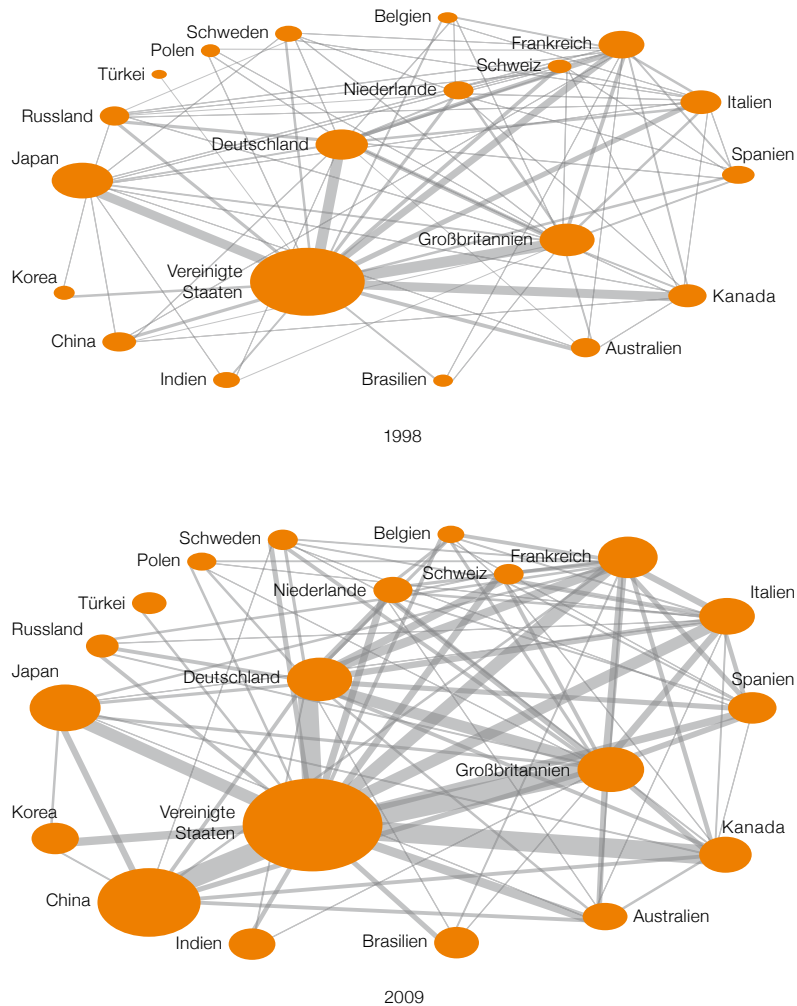 Belgien
Schweden
Frankreich
Polen
Schweiz
Türkei
Niederlande
Italien
Russland
Deutschland
Japan
Spanien
Großbritannien
Vereinigte
Staaten
Korea
Kanada
China
Australien
Indien
Brasilien
1998
Belgien
Schweden
Frankreich
Polen
Schweiz
Niederlande
Italien
Türkei
Russland
Japan
Deutschland
Spanien
Großbritannien
Korea
Vereinigte
Staaten
Kanada
China
Australien
Indien
Brasilien
2009